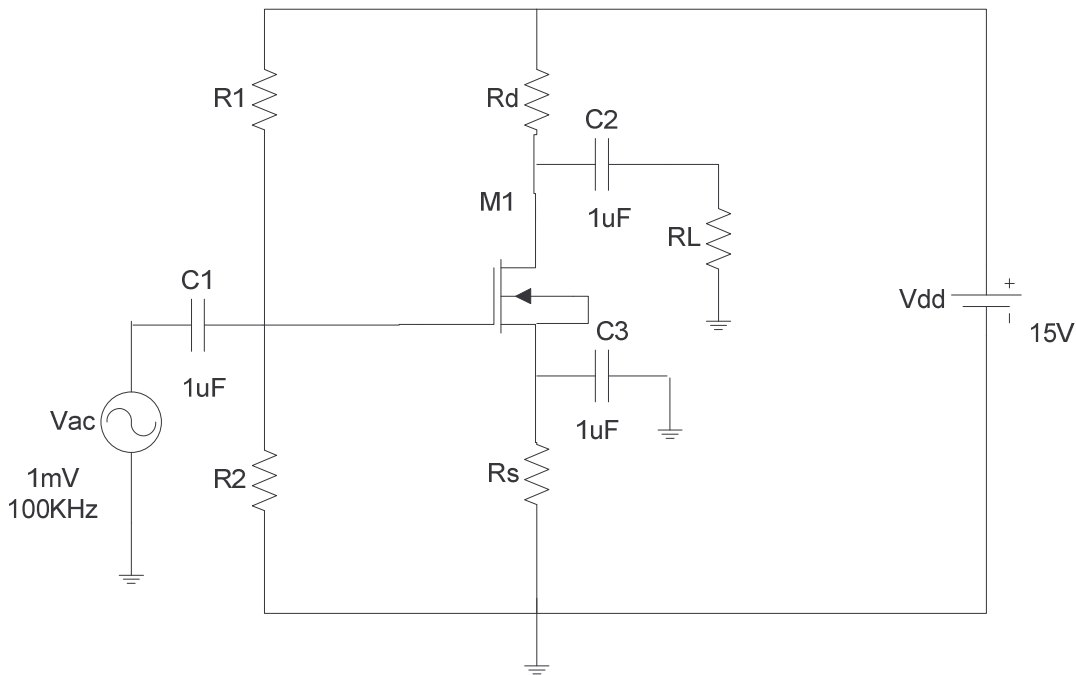 R1
Rd
C2
1uF
M1
RL
C1
1uF
Vdd
+
-
15V
C3
1uF
Vac
1mV
100KHz
R2
Rs